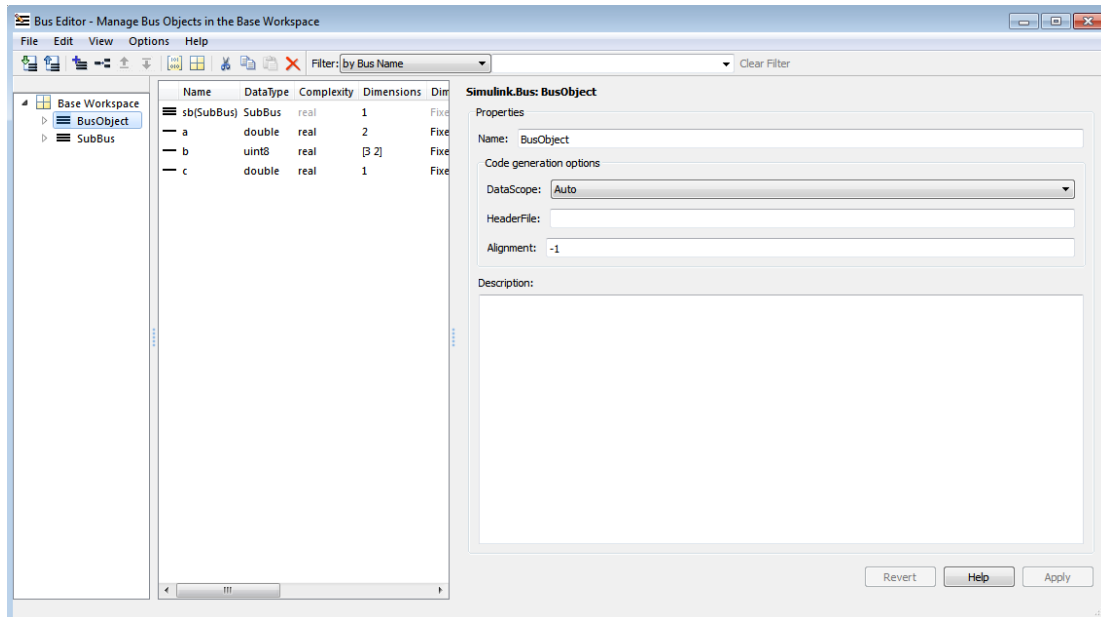 Bus Editor - Manage Bus Objects in the Base Workspace
File Edit View Options Help
Filter: by Bus Name Clear Filter
Name DataType Complexity Dimensions Dim
Base Workspace
BusObject
SubBus
sb(SubBus) SubBus real 1 Fixe
a double real 2 Fixe
b uint8 real [3 2] Fixe
c double real 1 Fixe
Simulink.Bus: BusObject
Properties
Name: BusObject
Code generation options
DataScope: Auto
HeaderFile:
Alignment: -1
Description:
Revert Help Apply